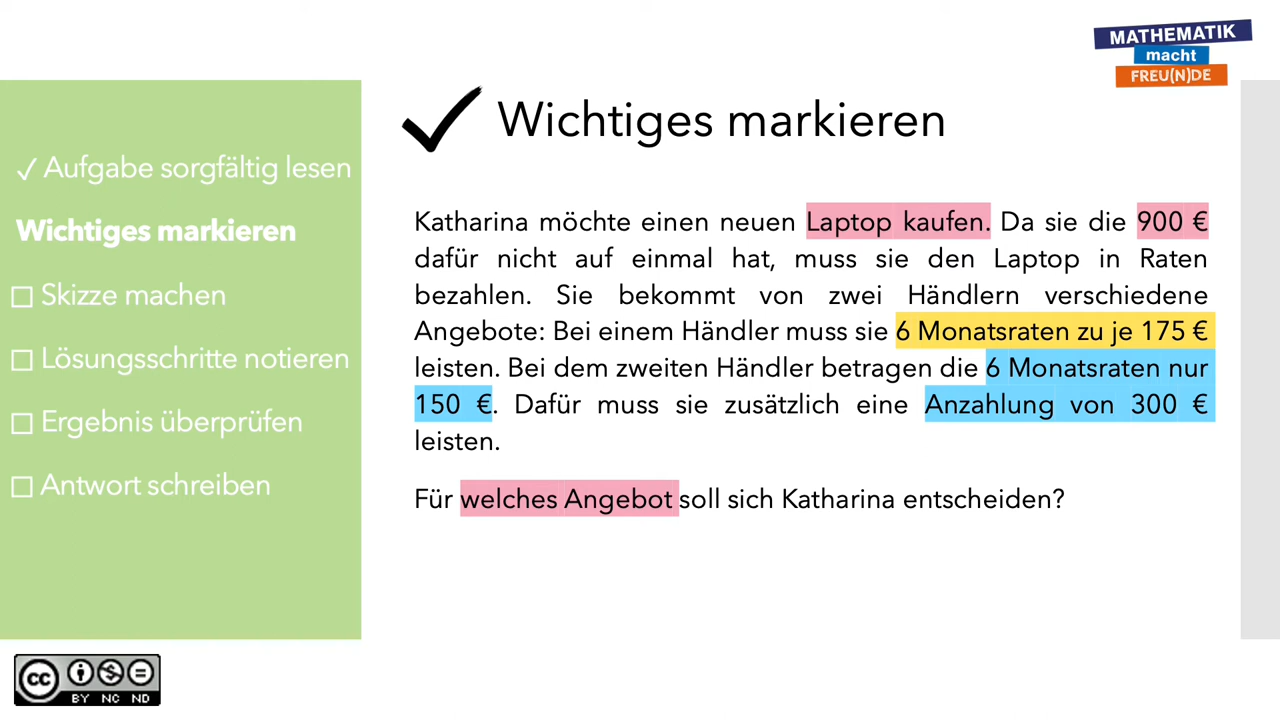 MATHEMATIK
macht
FREU(N)DE
✓ Wichtiges markieren
✓ Aufgabe sorgfältig lesen
Wichtiges markieren
☐ Skizze machen
☐ Lösungsschritte notieren
☐ Ergebnis überprüfen
☐ Antwort schreiben
Katharina möchte einen neuen Laptop kaufen. Da sie die 900 €
dafür nicht auf einmal hat, muss sie den Laptop in Raten
bezahlen. Sie bekommt von zwei Händlern verschiedene
Angebote: Bei einem Händler muss sie 6 Monatsraten zu je 175 €
leisten. Bei dem zweiten Händler betragen die 6 Monatsraten nur
150 €. Dafür muss sie zusätzlich eine Anzahlung von 300 €
leisten.
Für welches Angebot soll sich Katharina entscheiden?
cc
BY NC ND